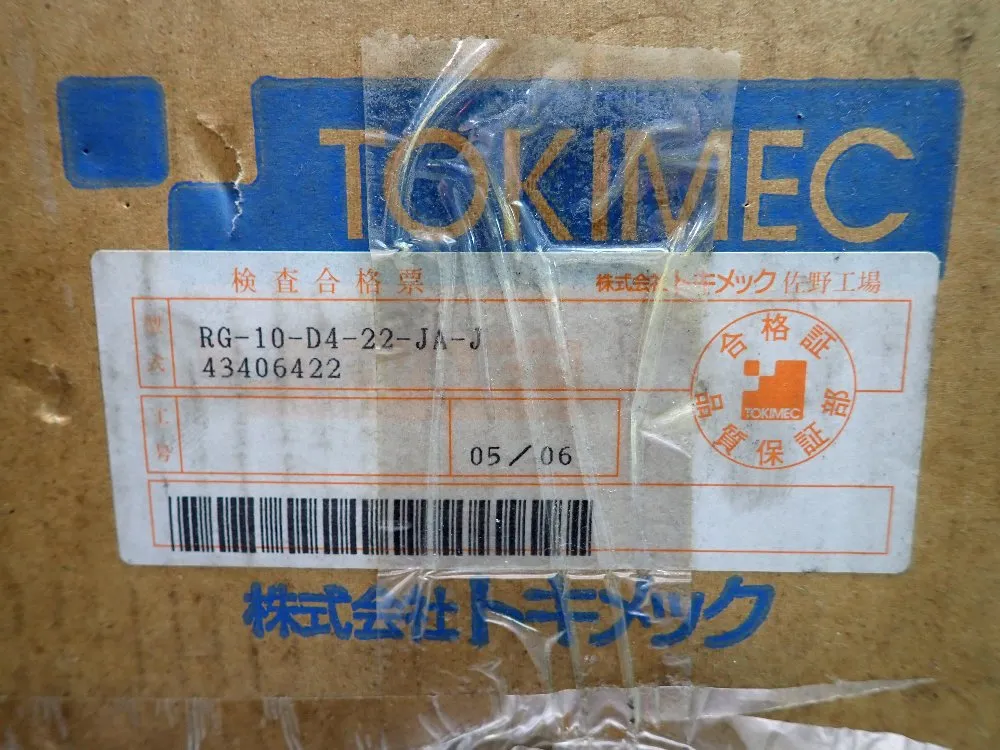 TOKIMEC
検査合格票
株式会社トキメック 佐野工場
型式
RG-10-D4-22-JA-J
43406422
合格証
TOKIMEC
品質保証部
工号
05/06
株式会社トキメック